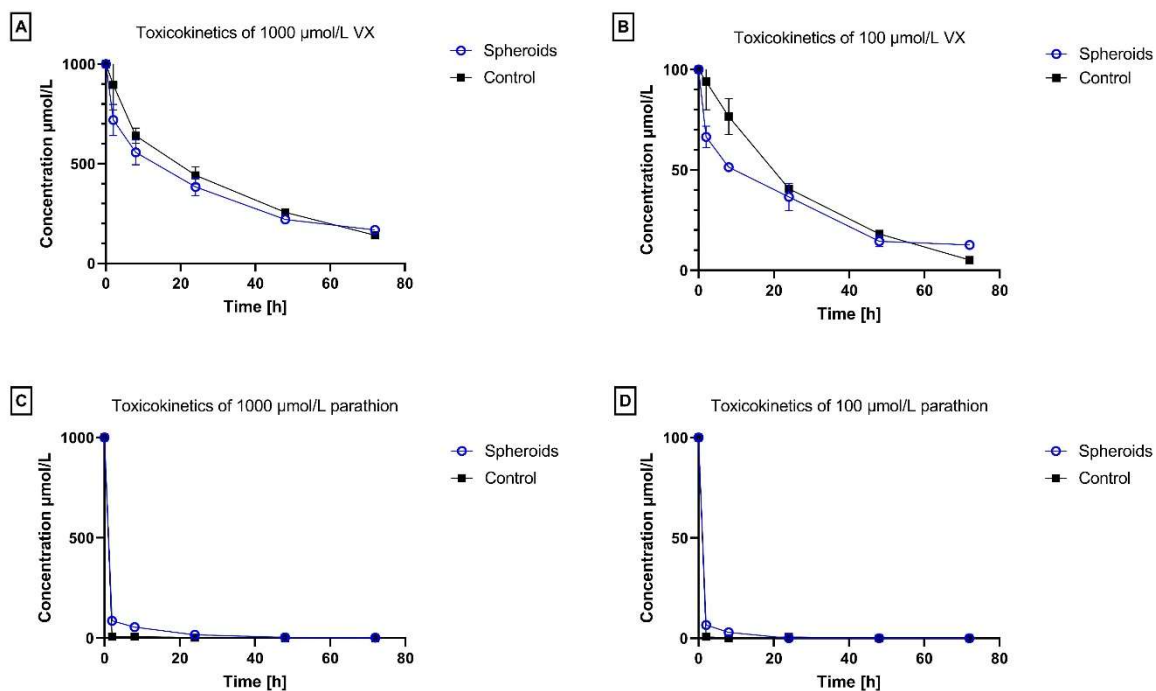 A
Toxicokinetics of 1000 µmol/L VX
Concentration µmol/L
1000
500
0
0
20
40
60
80
Time [h]
Spheroids
Control
B
Toxicokinetics of 100 µmol/L VX
Concentration µmol/L
100
50
0
0
20
40
60
80
Time [h]
Spheroids
Control
C
Toxicokinetics of 1000 µmol/L parathion
Concentration µmol/L
1000
500
0
0
20
40
60
80
Time [h]
Spheroids
Control
D
Toxicokinetics of 100 µmol/L parathion
Concentration µmol/L
100
50
0
0
20
40
60
80
Time [h]
Spheroids
Control